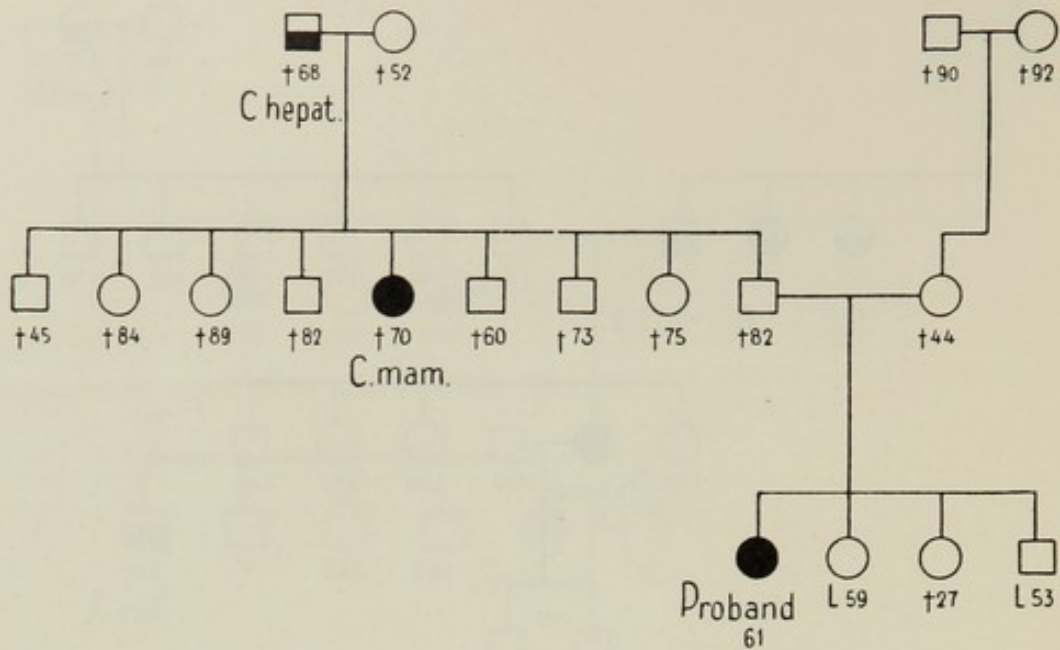 †68 †52 †90 †92
C hepat.
†45 †84 †89 †82 †70 †60 †73 †75 †82 †44
C.mam.
Proband L 59 †27 L 53
61